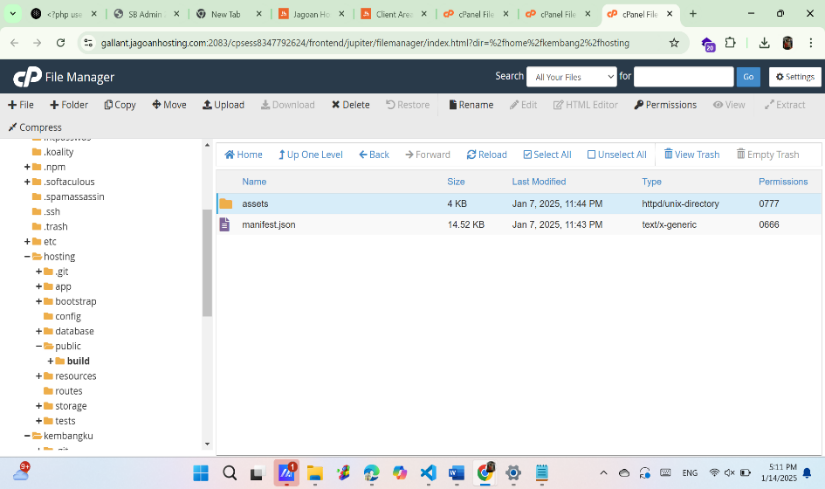 <?php use
SB Admin
New Tab
Jagoan Ho
Client Area
cPanel File
cPanel File
cPanel File
gallant.jagoanhosting.com:2083/cpsess8347792624/frontend/jupiter/filemanager/index.html?dir=%2fhome%2fkembang2%2fhosting
20
cP File Manager
Search All Your Files for Go Settings
+ File + Folder Copy Move Upload Download Delete Restore Rename Edit HTML Editor Permissions View Extract
Compress
.koality
.npm
.softaculous
.spamassassin
.ssh
.trash
etc
hosting
.git
app
bootstrap
config
database
public
build
resources
routes
storage
tests
kembangku
Home Up One Level Back Forward Reload Select All Unselect All View Trash Empty Trash
Name Size Last Modified Type Permissions
assets 4 KB Jan 7, 2025, 11:44 PM httpd/unix-directory 0777
manifest.json 14.52 KB Jan 7, 2025, 11:43 PM text/x-generic 0666
ENG
5:11 PM
1/14/2025